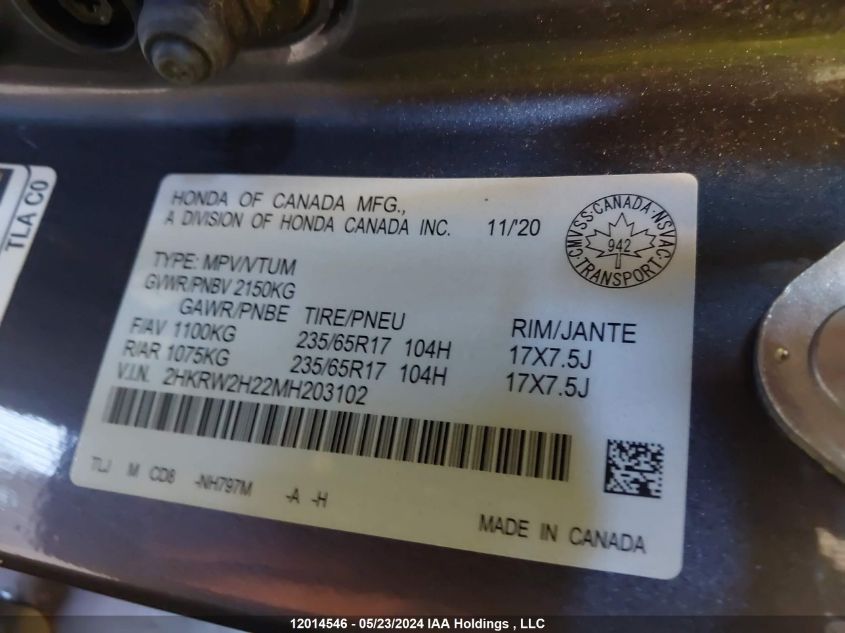 TLA C0
HONDA OF CANADA MFG.,
A DIVISION OF HONDA CANADA INC. 11/'20
CMVSS·CANADA·NSVAC·TRANSPORT·
942
TYPE: MPV/VTUM
GVWR/PNBV 2150KG
GAWR/PNBE TIRE/PNEU RIM/JANTE
F/AV 1100KG 235/65R17 104H 17X7.5J
R/AR 1075KG 235/65R17 104H 17X7.5J
V.I.N. 2HKRW2H22MH203102
TLJ M CD8 -NH797M -A -H
MADE IN CANADA
12014546 - 05/23/2024 IAA Holdings , LLC